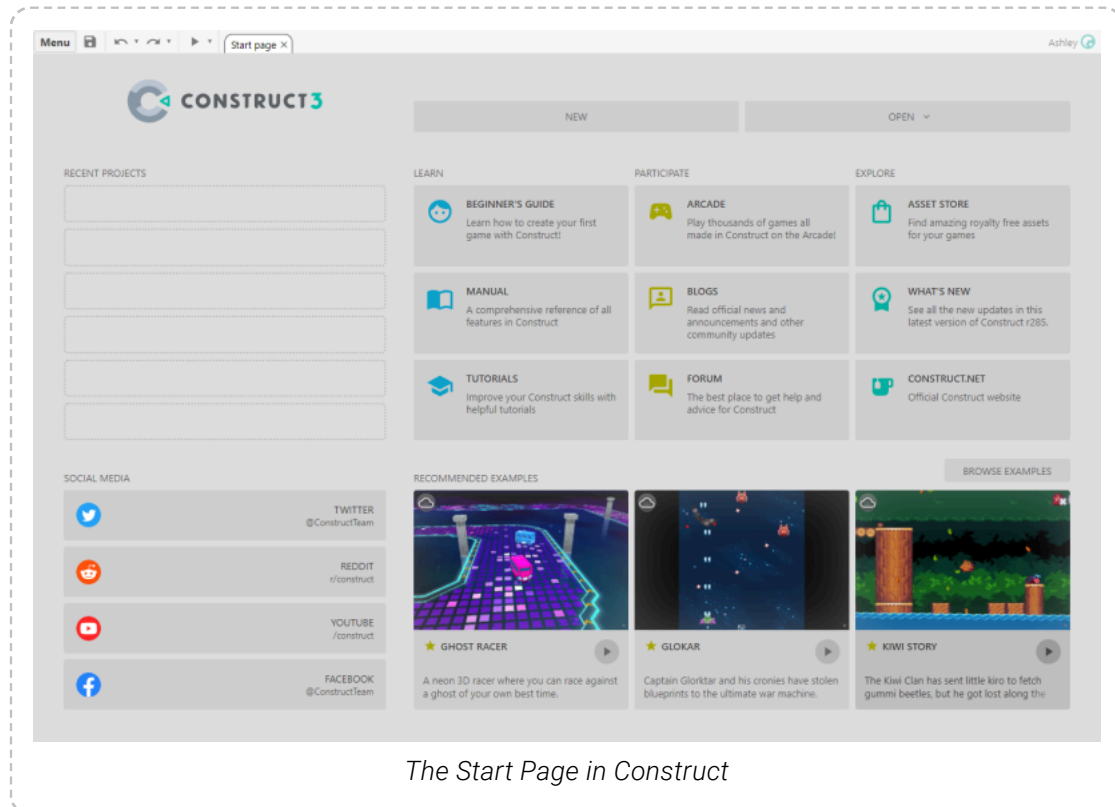 Menu
Start page ×
Ashley
CONSTRUCT3
NEW
OPEN
RECENT PROJECTS
LEARN
BEGINNER'S GUIDE
Learn how to create your first
game with Construct!
MANUAL
A comprehensive reference of all
features in Construct
TUTORIALS
Improve your Construct skills with
helpful tutorials
PARTICIPATE
ARCADE
Play thousands of games all
made in Construct on the Arcade!
BLOGS
Read official news and
announcements and other
community updates
FORUM
The best place to get help and
advice for Construct
EXPLORE
ASSET STORE
Find amazing royalty free assets
for your games
WHAT'S NEW
See all the new updates in this
latest version of Construct r285.
CONSTRUCT.NET
Official Construct website
SOCIAL MEDIA
TWITTER
@ConstructTeam
REDDIT
r/construct
YOUTUBE
/construct
FACEBOOK
@ConstructTeam
RECOMMENDED EXAMPLES
BROWSE EXAMPLES
GHOST RACER
A neon 3D racer where you can race against
a ghost of your own best time.
GLOKAR
Captain Glorktar and his cronies have stolen
blueprints to the ultimate war machine.
KIWI STORY
The Kiwi Clan has sent little kiro to fetch
gummi beetles, but he got lost along the
The Start Page in Construct